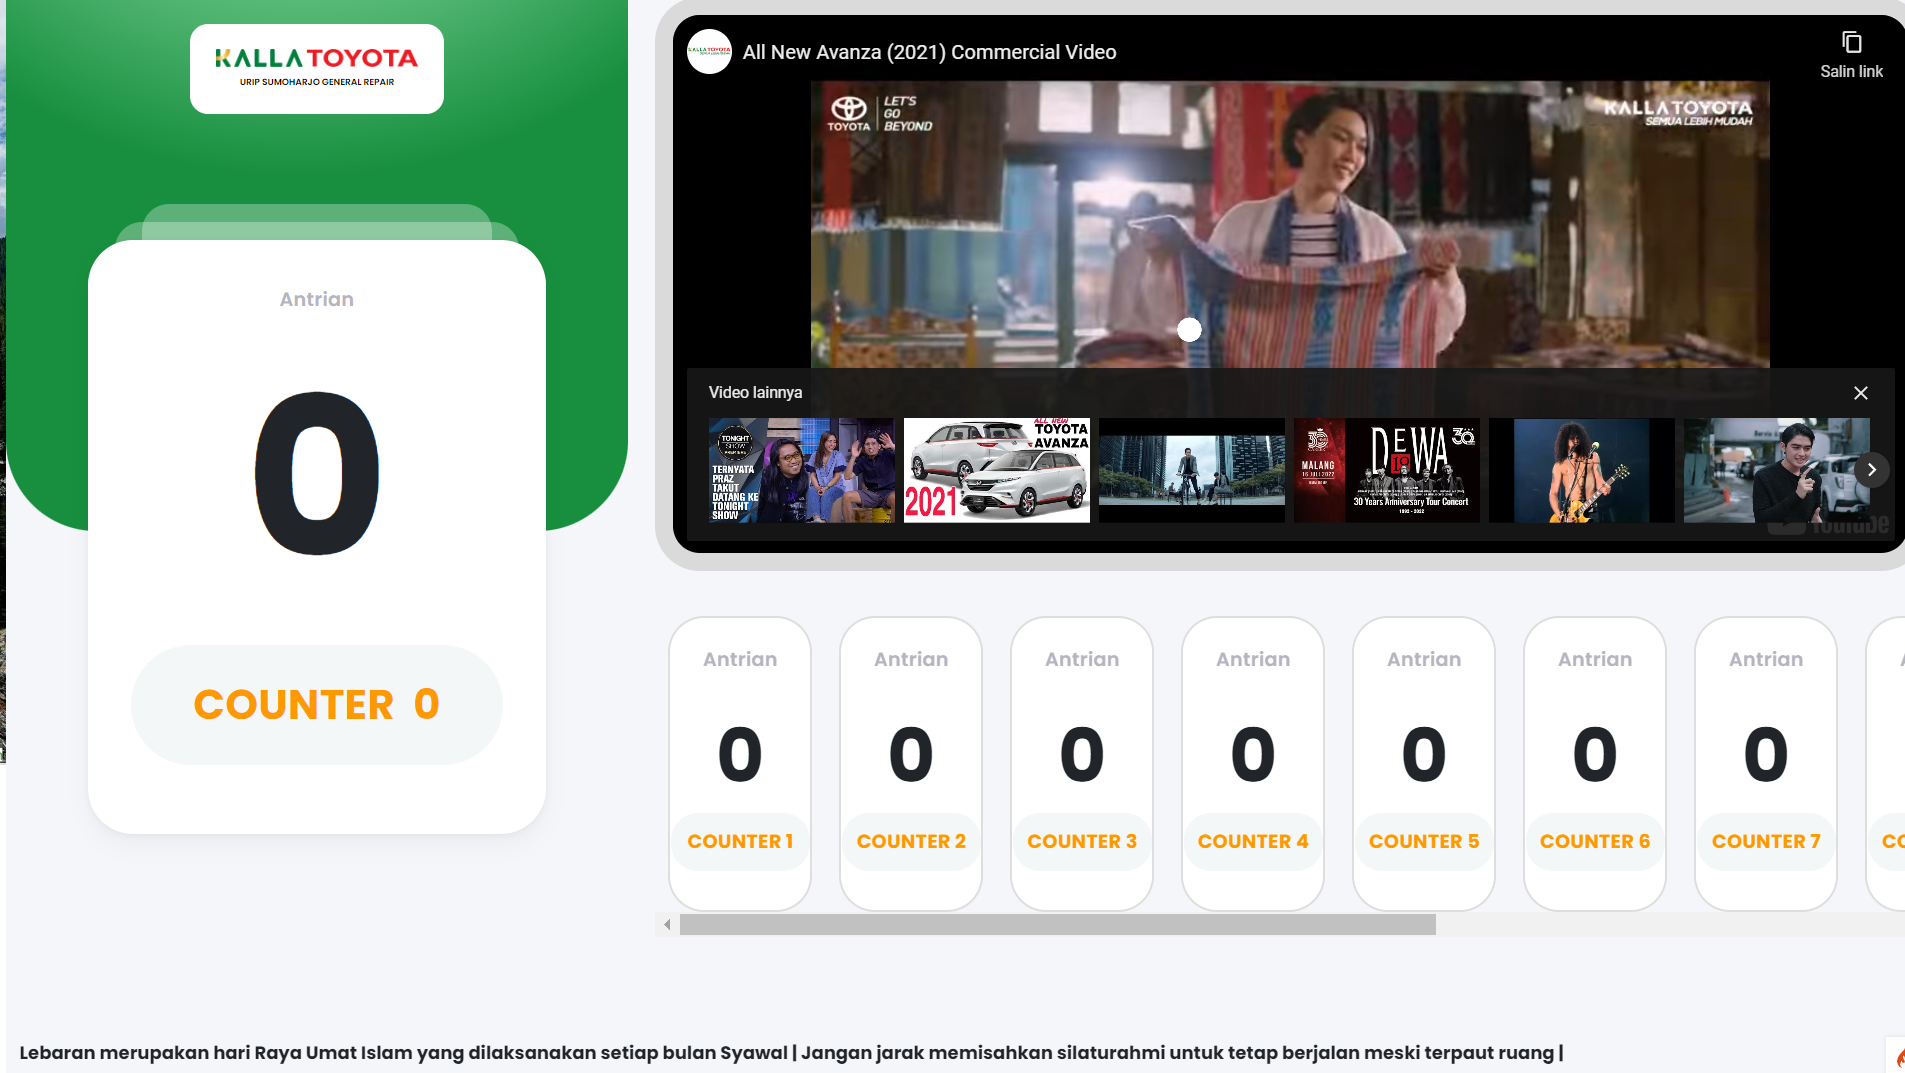 KALLA TOYOTA
URIP SUMOHARJO GENERAL REPAIR
Antrian
0
COUNTER 0
All New Avanza (2021) Commercial Video
Salin link
TOYOTA
LET'S
GO
BEYOND
KALLA TOYOTA
SEMUA LEBIH MUDAH
Video lainnya
TONIGHT
SHOW
TERNYATA
PRAZ
TAKUT
DATANG KE
TONIGHT
SHOW
ALL NEW
TOYOTA
AVANZA
2021
30
MALANG
DEWA
19
30
30 Years Anniversary Tour Concert
1992 - 2022
YouTube
Antrian
0
COUNTER 1
Antrian
0
COUNTER 2
Antrian
0
COUNTER 3
Antrian
0
COUNTER 4
Antrian
0
COUNTER 5
Antrian
0
COUNTER 6
Antrian
0
COUNTER 7
CO
Lebaran merupakan hari Raya Umat Islam yang dilaksanakan setiap bulan Syawal | Jangan jarak memisahkan silaturahmi untuk tetap berjalan meski terpaut ruang |